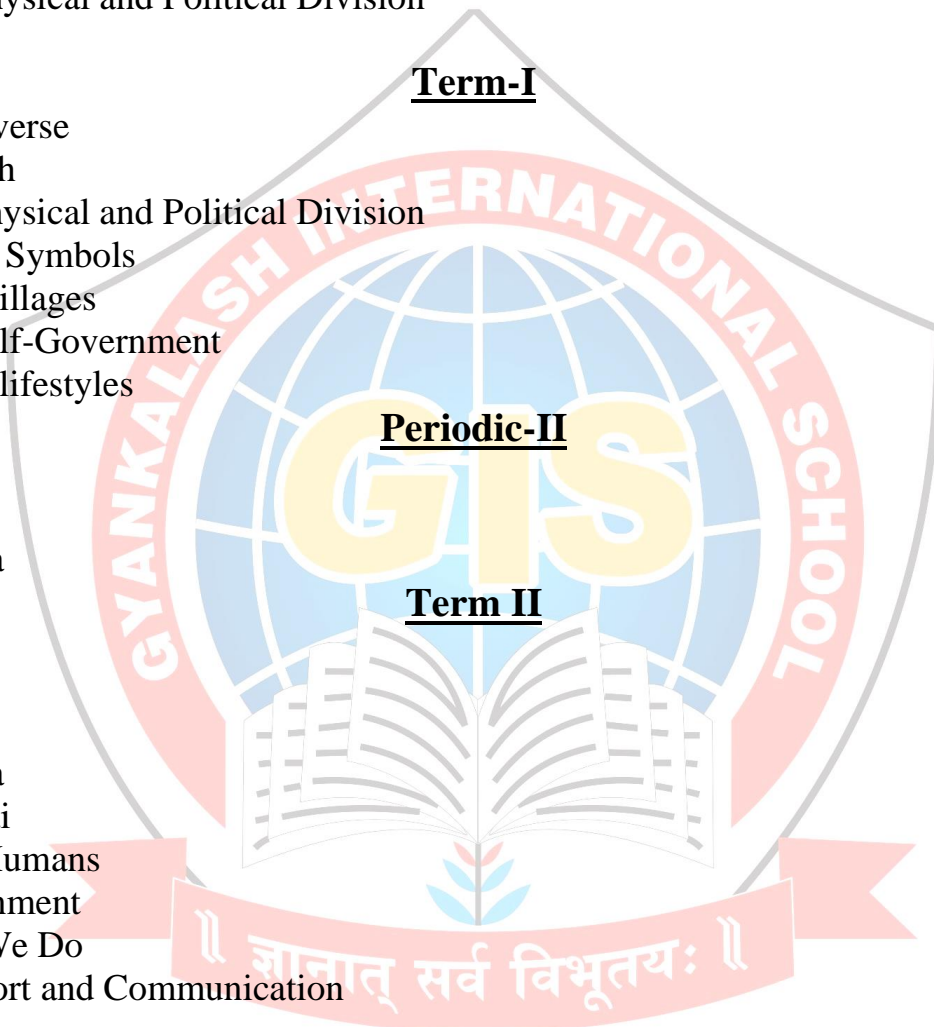 ysical and Political Division
Term-I
verse
h
ysical and Political Division
Symbols
illages
lf-Government
lifestyles
Periodic-II
a
Term II
a
i
Humans
nment
We Do
ort and Communication
GYANKALASH INTERNATIONAL SCHOOL
GIS
॥ ज्ञानात् सर्व विभूतयः ॥